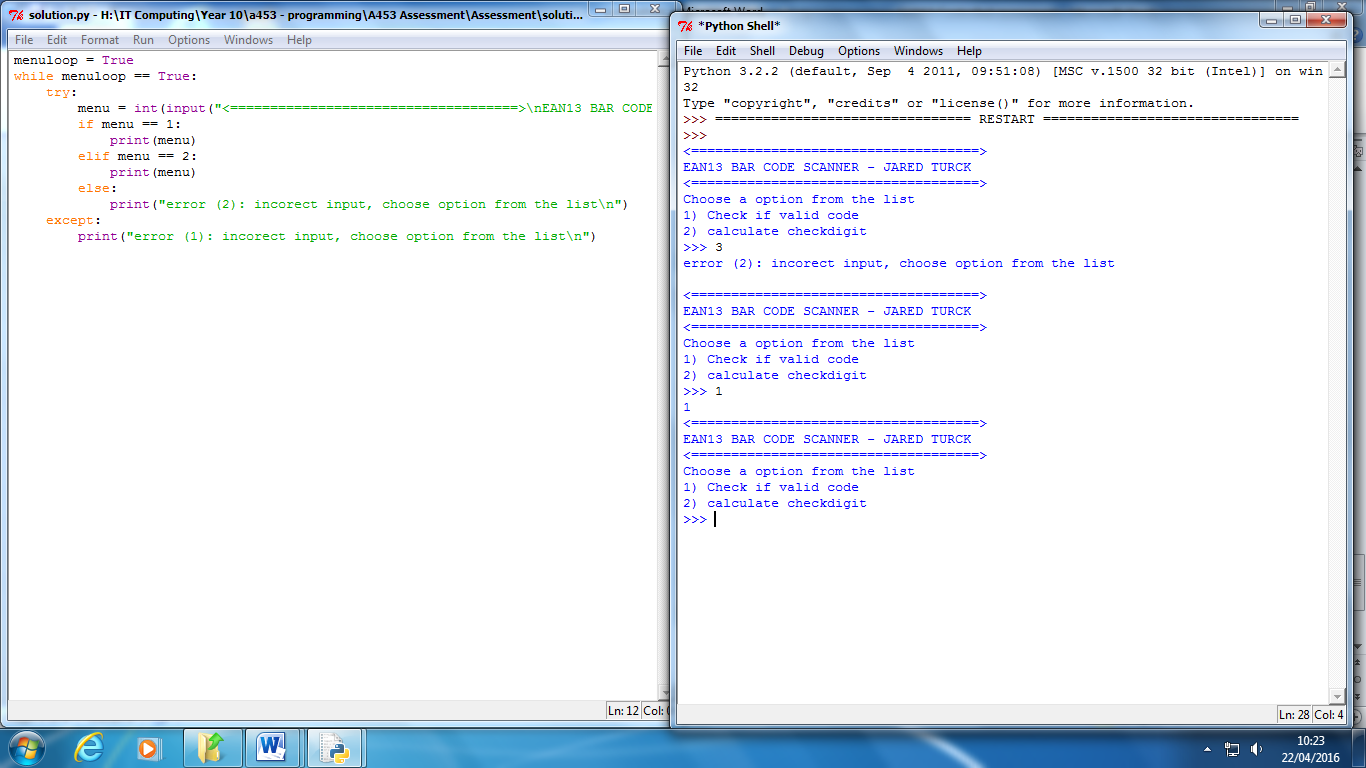 solution.py - H:\IT Computing\Year 10\a453 - programming\A453 Assessment\Assessment\soluti...
File Edit Format Run Options Windows Help
menuloop = True
while menuloop == True:
    try:
        menu = int(input("<====================================>\nEAN13 BAR CODE
        if menu == 1:
            print(menu)
        elif menu == 2:
            print(menu)
        else:
            print("error (2): incorect input, choose option from the list\n")
    except:
        print("error (1): incorect input, choose option from the list\n")
Ln: 12 Col:
*Python Shell*
File Edit Shell Debug Options Windows Help
Python 3.2.2 (default, Sep  4 2011, 09:51:08) [MSC v.1500 32 bit (Intel)] on win
32
Type "copyright", "credits" or "license()" for more information.
>>> ================================ RESTART ================================
>>>
<====================================>
EAN13 BAR CODE SCANNER - JARED TURCK
<====================================>
Choose a option from the list
1) Check if valid code
2) calculate checkdigit
>>> 3
error (2): incorect input, choose option from the list
<====================================>
EAN13 BAR CODE SCANNER - JARED TURCK
<====================================>
Choose a option from the list
1) Check if valid code
2) calculate checkdigit
>>> 1
1
<====================================>
EAN13 BAR CODE SCANNER - JARED TURCK
<====================================>
Choose a option from the list
1) Check if valid code
2) calculate checkdigit
>>>
Ln: 28 Col: 4
10:23
22/04/2016